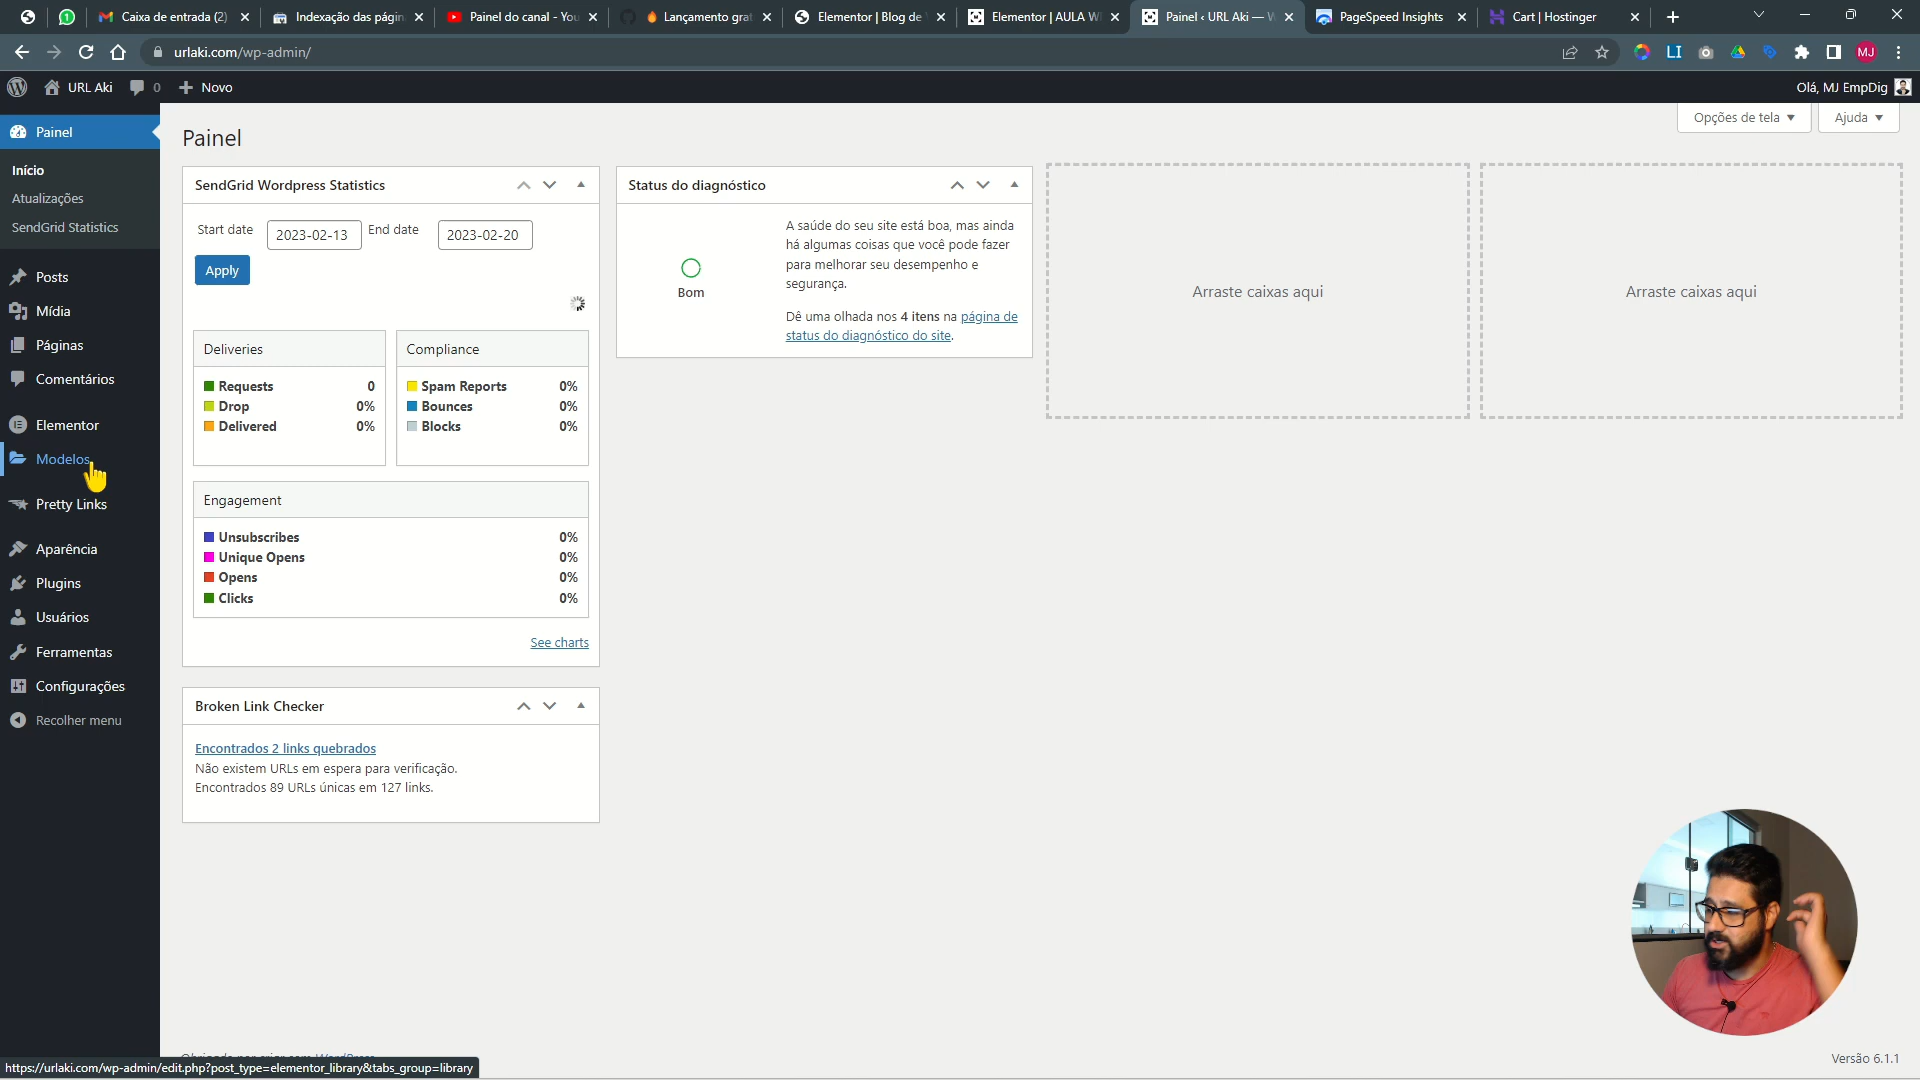 Caixa de entrada (2)
Indexação das págin
Painel do canal - You
Lançamento grat
Elementor | Blog de
Elementor | AULA W
Painel ‹ URL Aki — W
PageSpeed Insights
Cart | Hostinger
urlaki.com/wp-admin/
LI
MJ
URL Aki
0
Novo
Olá, MJ EmpDig
Painel
Início
Atualizações
SendGrid Statistics
Posts
Mídia
Páginas
Comentários
Elementor
Modelos
Pretty Links
Aparência
Plugins
Usuários
Ferramentas
Configurações
Recolher menu
Opções de tela
Ajuda
Painel
SendGrid Wordpress Statistics
Start date
2023-02-13
End date
2023-02-20
Apply
Deliveries
Requests 0
Drop 0%
Delivered 0%
Compliance
Spam Reports 0%
Bounces 0%
Blocks 0%
Engagement
Unsubscribes 0%
Unique Opens 0%
Opens 0%
Clicks 0%
See charts
Broken Link Checker
Encontrados 2 links quebrados
Não existem URLs em espera para verificação.
Encontrados 89 URLs únicas em 127 links.
Status do diagnóstico
Bom
A saúde do seu site está boa, mas ainda
há algumas coisas que você pode fazer
para melhorar seu desempenho e
segurança.
Dê uma olhada nos 4 itens na página de
status do diagnóstico do site.
Arraste caixas aqui
Arraste caixas aqui
Versão 6.1.1
https://urlaki.com/wp-admin/edit.php?post_type=elementor_library&tabs_group=library